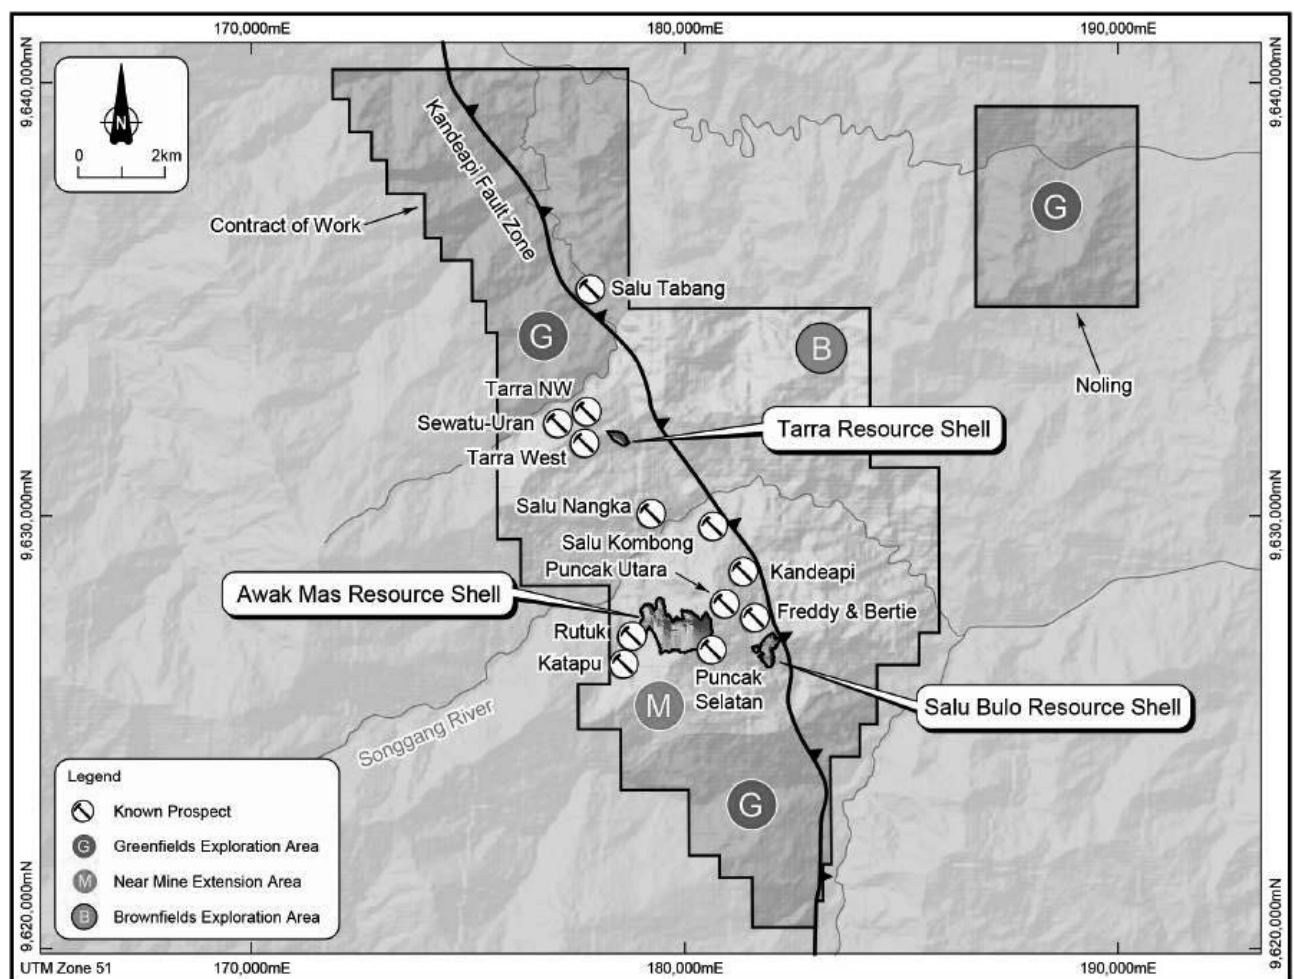 170,000mE
180,000mE
190,000mE
9,640,000mN
9,640,000mN
N
0 2km
Kandeapi Fault Zone
Contract of Work
G
Salu Tabang
G
B
Noling
Tarra NW
Sewatu-Uran
Tarra West
Tarra Resource Shell
Salu Nangka
9,630,000mN
9,630,000mN
Salu Kombong
Puncak Utara
Kandeapi
Awak Mas Resource Shell
Freddy & Bertie
Rutuk
Katapu
Puncak
Selatan
M
Salu Bulo Resource Shell
Songgang River
G
Legend
Known Prospect
G Greenfields Exploration Area
M Near Mine Extension Area
B Brownfields Exploration Area
9,620,000mN
9,620,000mN
UTM Zone 51
170,000mE
180,000mE
190,000mE